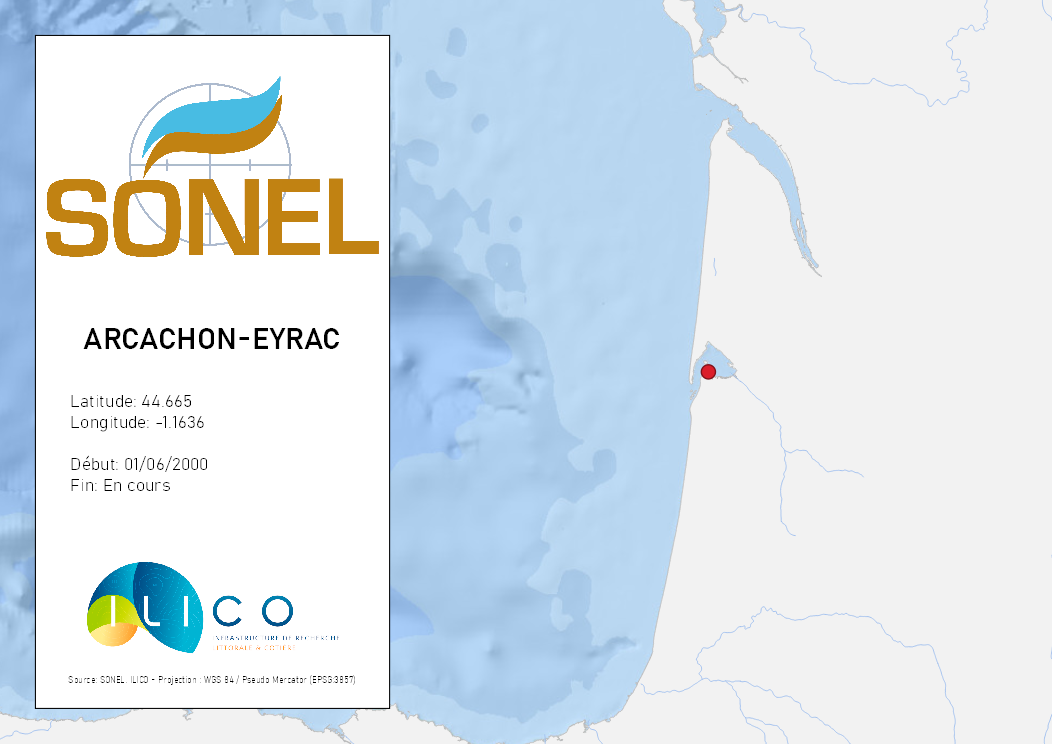 SONEL
ARCACHON-EYRAC
Latitude: 44.665
Longitude: -1.1636
Début: 01/06/2000
Fin: En cours
ILICO
INFRASTRUCTURE DE RECHERCHE
LITTORALE & COTIERE
Source: SONEL, ILICO - Projection : WGS 84 / Pseudo Mercator (EPSG:3857)